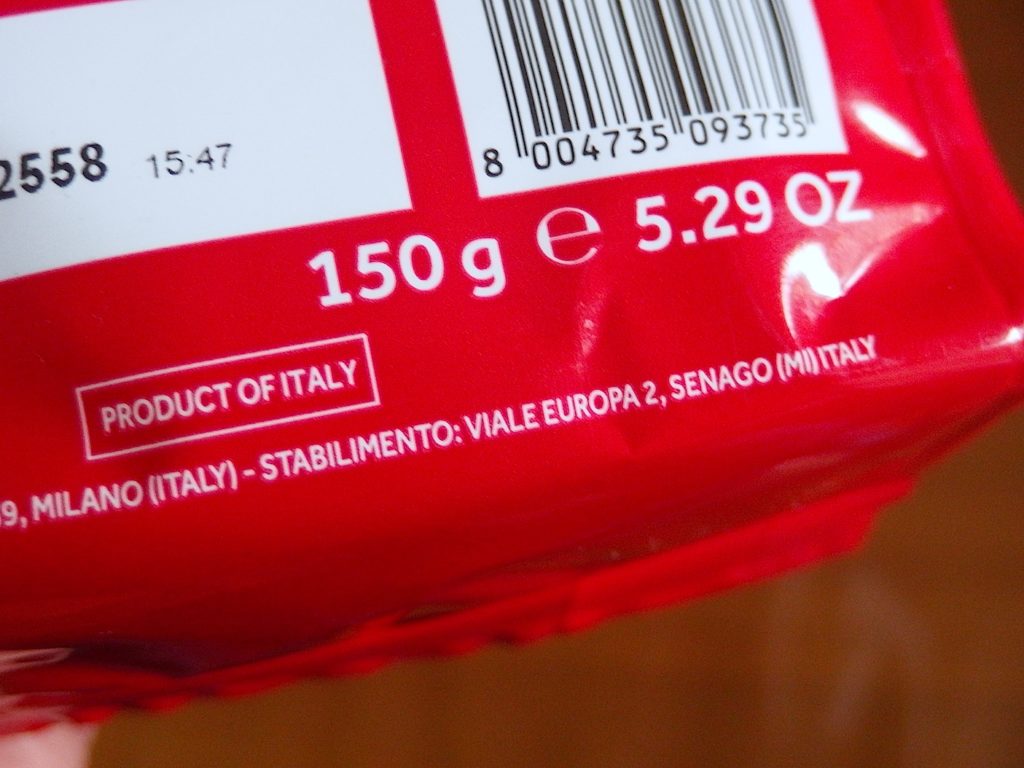 2558 15:47
8 004735 093735
150 g ℮ 5.29 OZ
PRODUCT OF ITALY
9, MILANO (ITALY) - STABILIMENTO: VIALE EUROPA 2, SENAGO (MI) ITALY